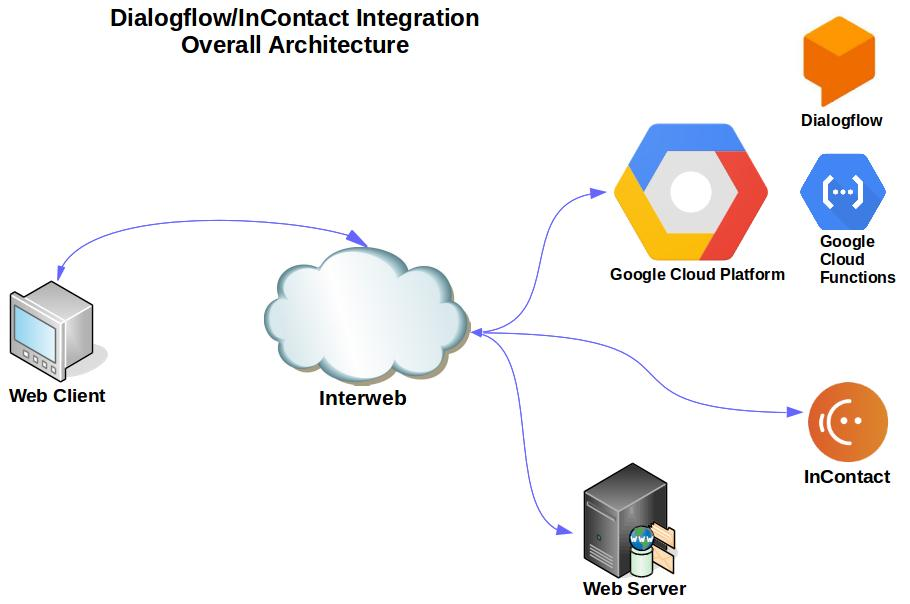 Dialogflow/InContact Integration
Overall Architecture
Dialogflow
Google Cloud Platform
Google
Cloud
Functions
Web Client
Interweb
InContact
W W
Web Server